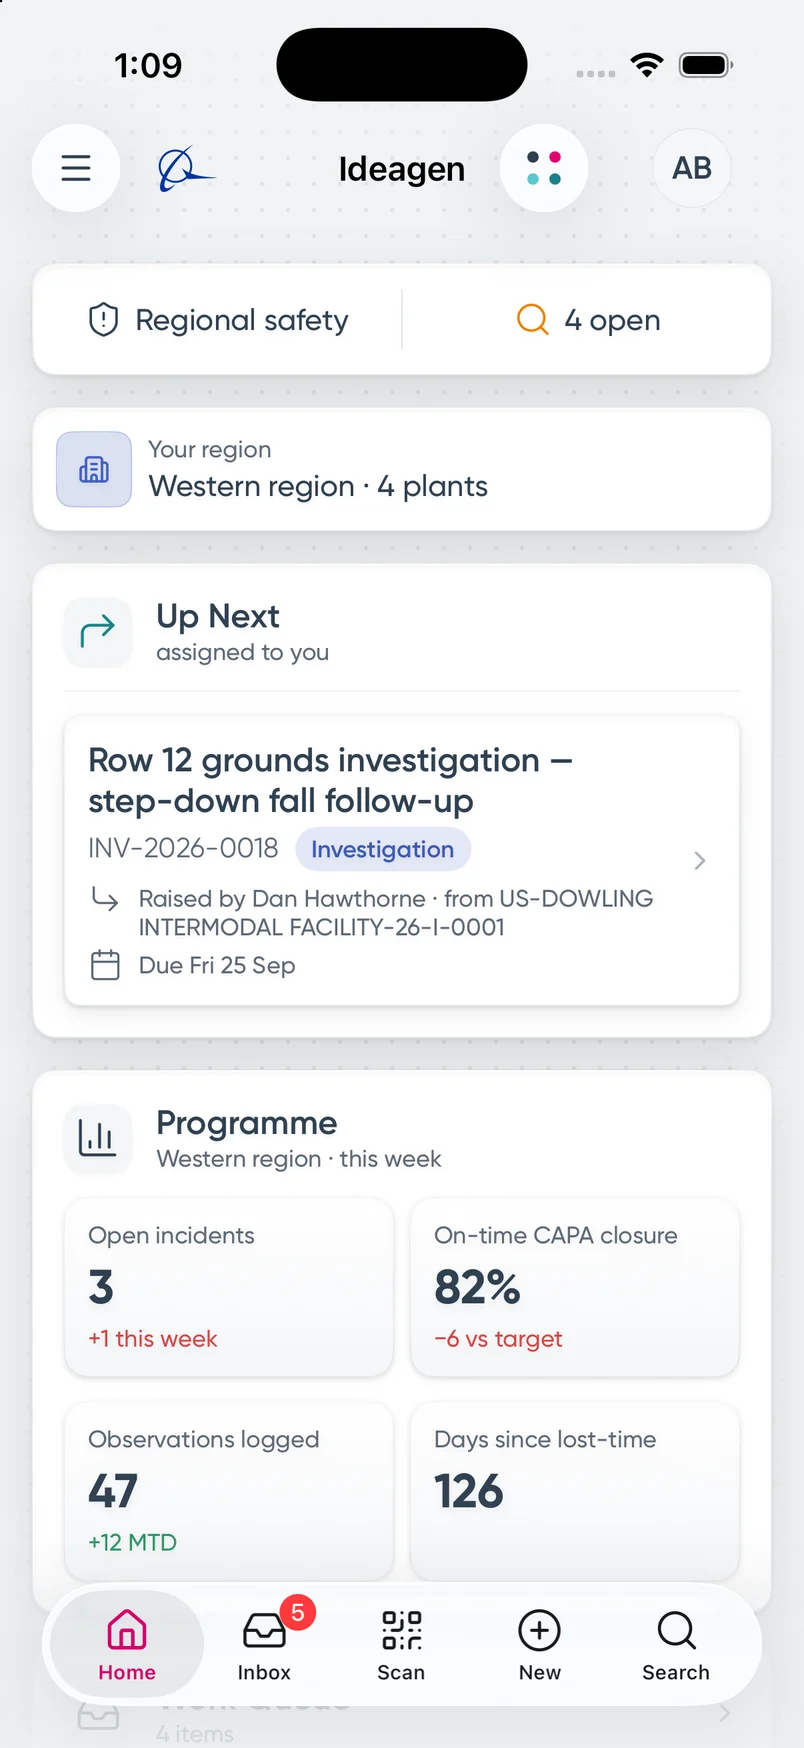 1:09
Ideagen
AB
Regional safety
4 open
Your region
Western region · 4 plants
Up Next
assigned to you
Row 12 grounds investigation –
step-down fall follow-up
INV-2026-0018
Investigation
Raised by Dan Hawthorne · from US-DOWLING
INTERMODAL FACILITY-26-I-0001
Due Fri 25 Sep
Programme
Western region · this week
Open incidents
3
+1 this week
On-time CAPA closure
82%
−6 vs target
Observations logged
47
+12 MTD
Days since lost-time
126
5
Home
Inbox
Scan
New
Search
Work Queue
4 items